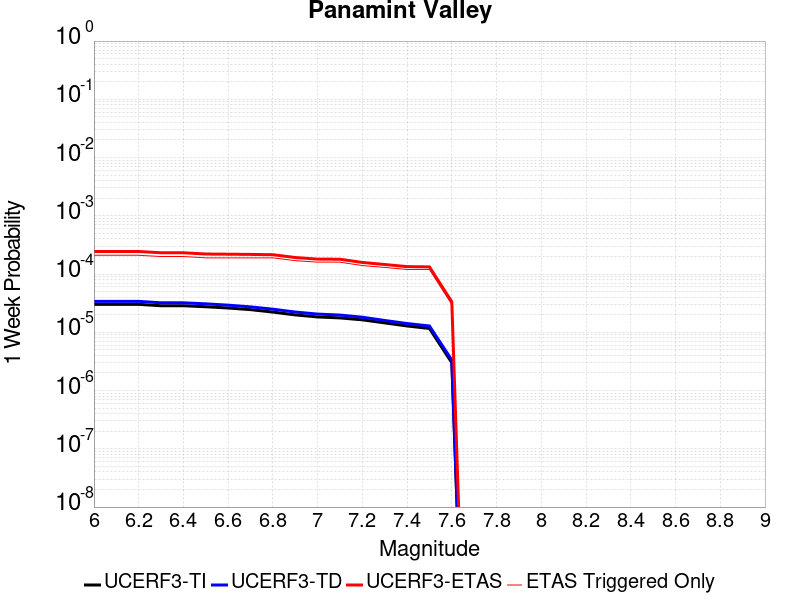 Panamint Valley
10^0
10^-1
10^-2
10^-3
10^-4
10^-5
10^-6
10^-7
10^-8
1 Week Probability
6 6.2 6.4 6.6 6.8 7 7.2 7.4 7.6 7.8 8 8.2 8.4 8.6 8.8 9
Magnitude
UCERF3-TI UCERF3-TD UCERF3-ETAS ETAS Triggered Only